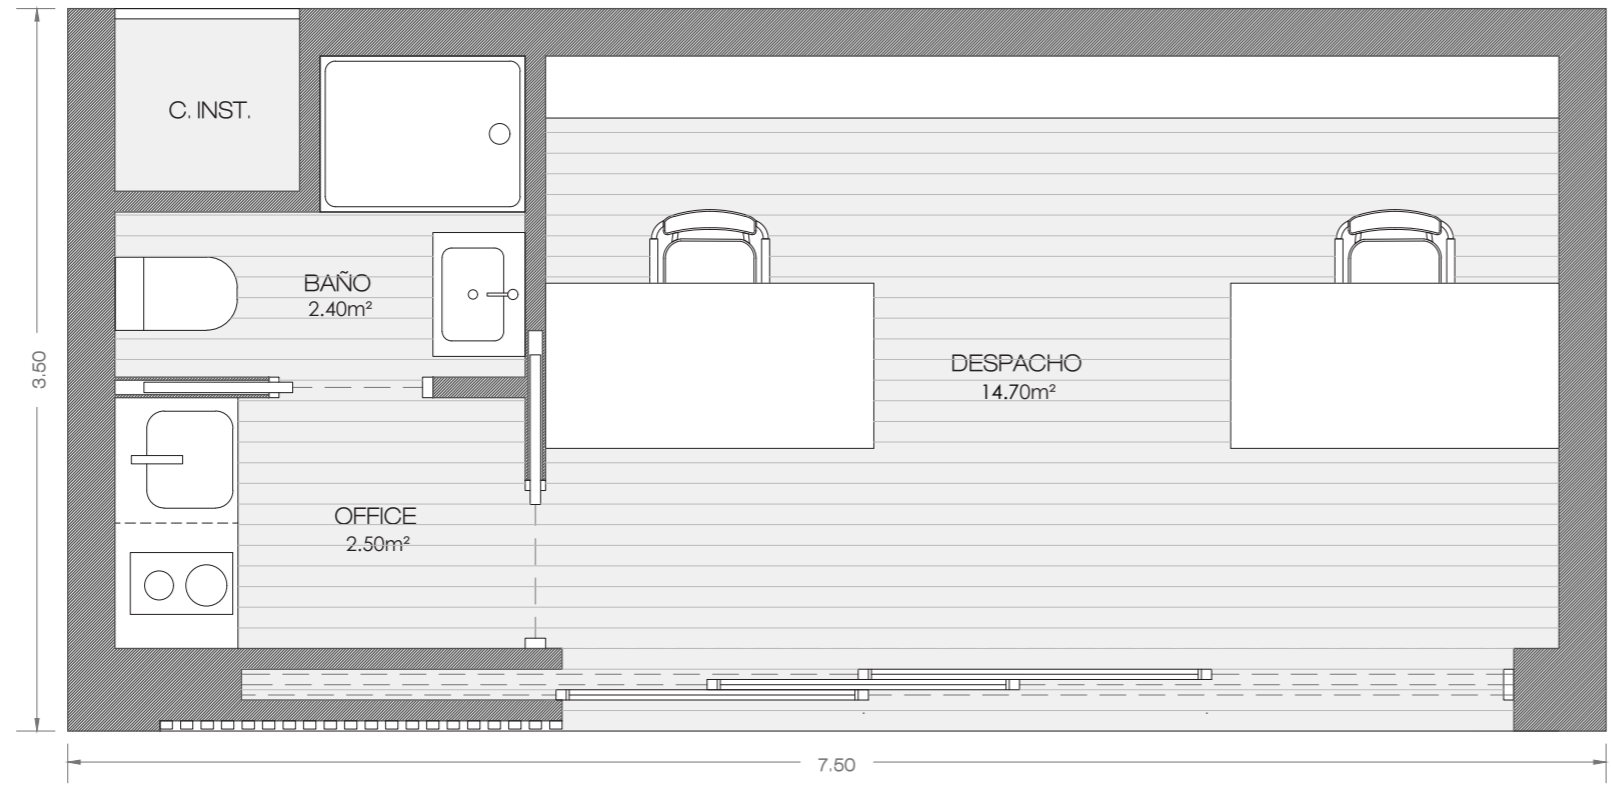 C. INST.
BAÑO
2.40m²
DESPACHO
14.70m²
OFFICE
2.50m²
3.50
7.50